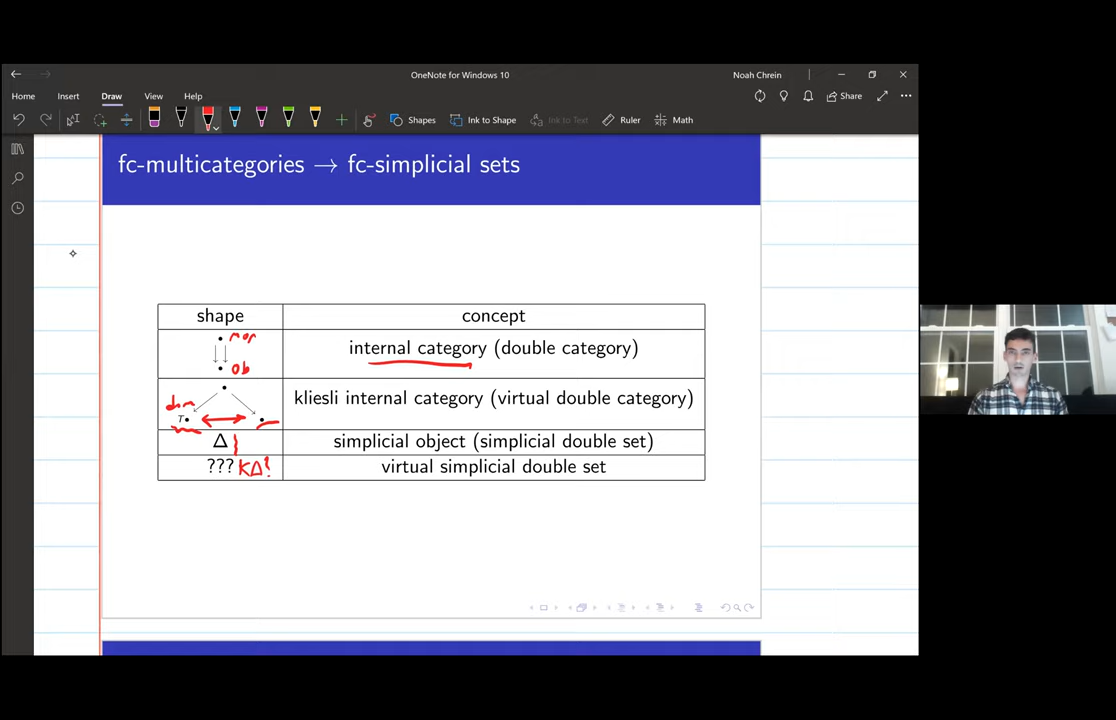 OneNote for Windows 10
Noah Chrein
Home Insert Draw View Help
Share
Shapes
Ink to Shape
Ink to Text
Ruler
Math
fc-multicategories → fc-simplicial sets
shape concept
mor
ob
internal category (double category)
kliesli internal category (virtual double category)
T
Δ simplicial object (simplicial double set)
??? KΔ! virtual simplicial double set